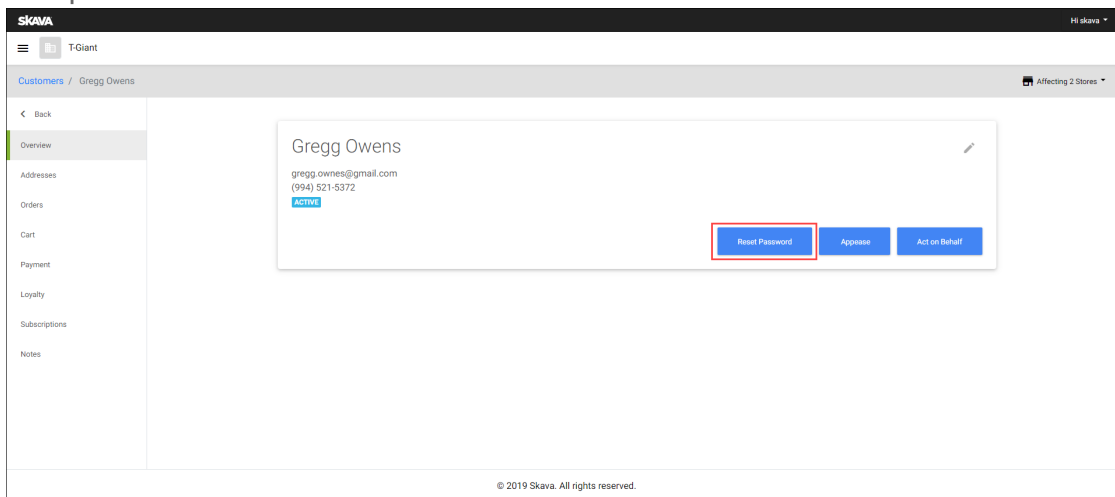 SKAVA
Hi skava
T-Giant
Customers / Gregg Owens
Affecting 2 Stores
Back
Overview
Addresses
Orders
Cart
Payment
Loyalty
Subscriptions
Notes
Gregg Owens
gregg.ownes@gmail.com
(994) 521-5372
ACTIVE
Reset Password Appease Act on Behalf
© 2019 Skava. All rights reserved.